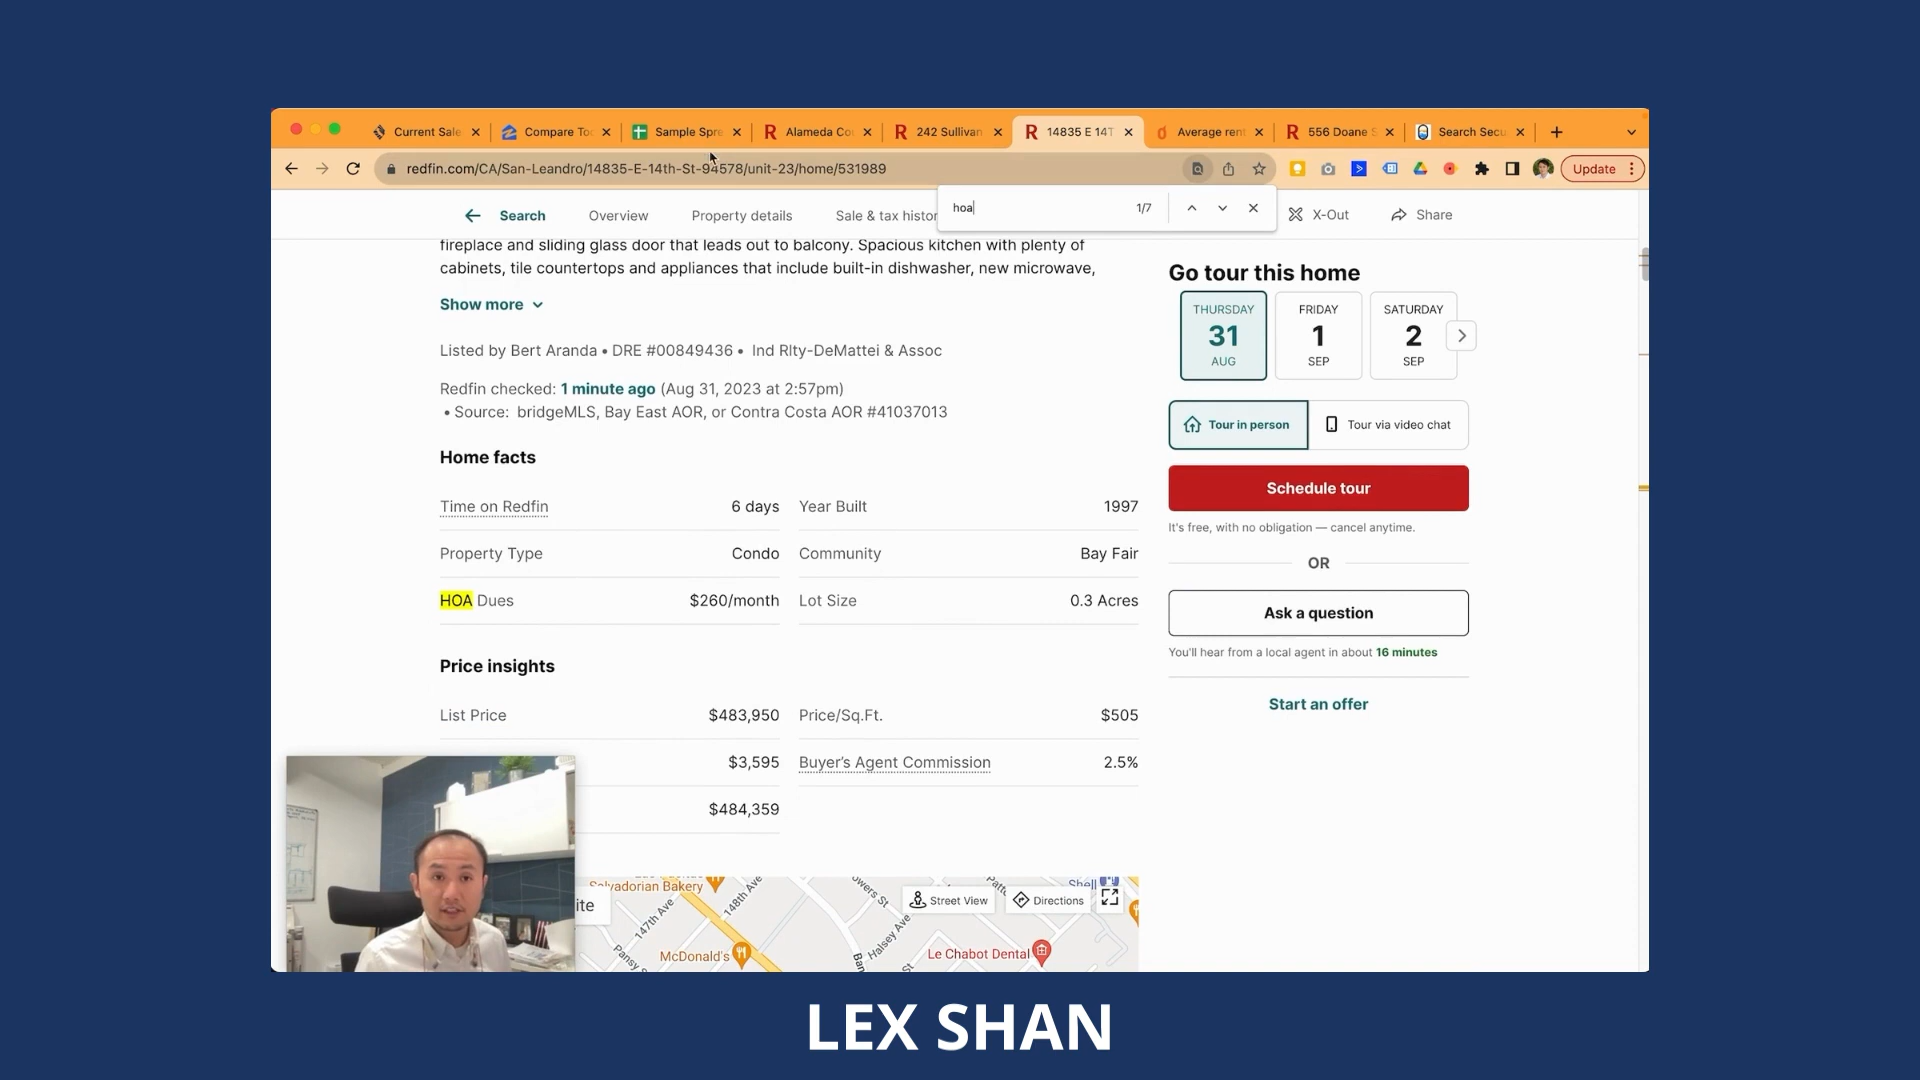 Current Sale
Compare Too
Sample Spre
Alameda Cou
242 Sullivan
14835 E 14T
Average rent
556 Doane S
Search Secu
redfin.com/CA/San-Leandro/14835-E-14th-St-94578/unit-23/home/531989
Update
hoa
1/7
Search
Overview
Property details
Sale & tax histor
X-Out
Share
fireplace and sliding glass door that leads out to balcony. Spacious kitchen with plenty of
cabinets, tile countertops and appliances that include built-in dishwasher, new microwave,
Show more
Listed by Bert Aranda • DRE #00849436 • Ind Rlty-DeMattei & Assoc
Redfin checked: 1 minute ago (Aug 31, 2023 at 2:57pm)
• Source: bridgeMLS, Bay East AOR, or Contra Costa AOR #41037013
Home facts
Time on Redfin 6 days
Year Built 1997
Property Type Condo
Community Bay Fair
HOA Dues $260/month
Lot Size 0.3 Acres
Price insights
List Price $483,950
Price/Sq.Ft. $505
$3,595
Buyer's Agent Commission 2.5%
$484,359
Go tour this home
THURSDAY
31
AUG
FRIDAY
1
SEP
SATURDAY
2
SEP
Tour in person
Tour via video chat
Schedule tour
It's free, with no obligation — cancel anytime.
OR
Ask a question
You'll hear from a local agent in about 16 minutes
Start an offer
ite
Salvadorian Bakery
147th Ave
148th Ave
McDonald's
Halsey Ave
Street View
Directions
Shell
Le Chabot Dental
LEX SHAN